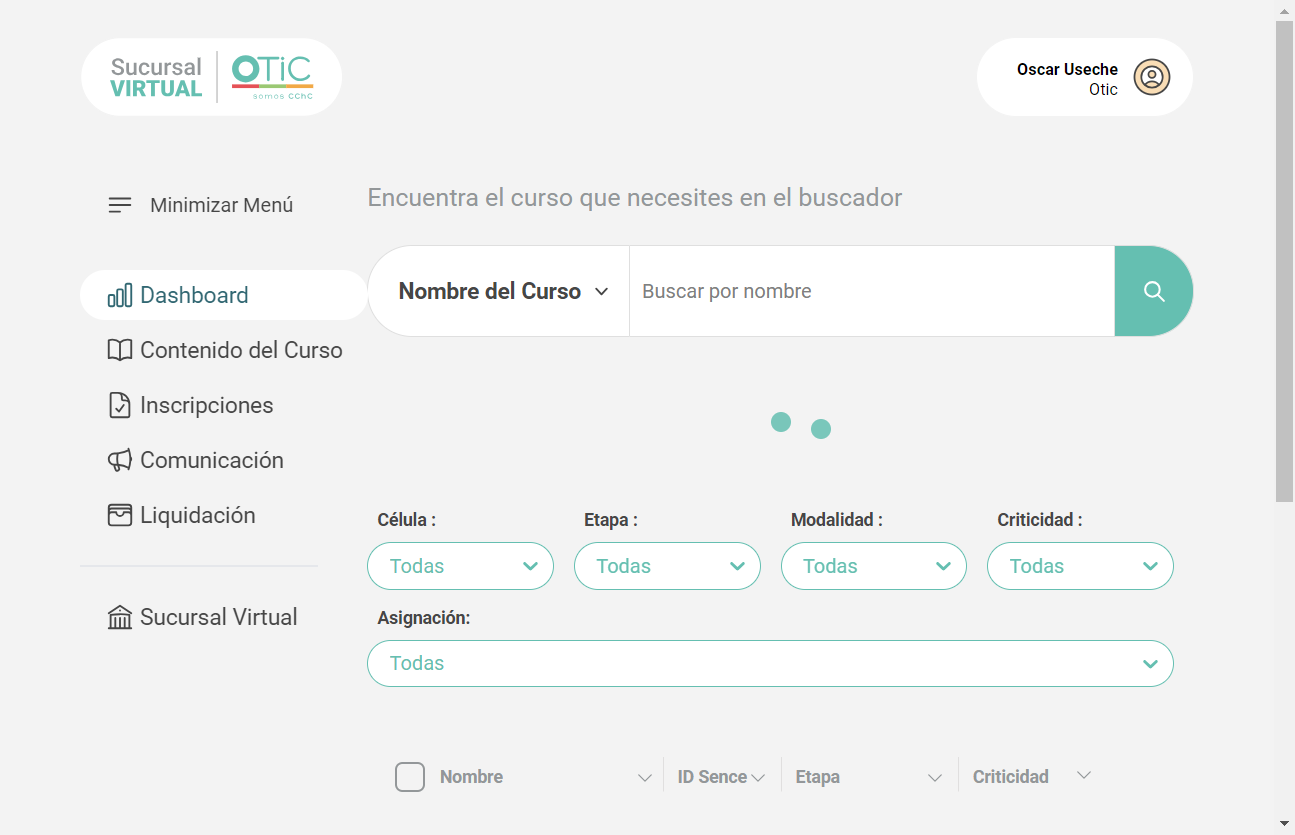 Sucursal
VIRTUAL
OTiC
somos CChC
Oscar Useche
Otic
Minimizar Menú
Encuentra el curso que necesites en el buscador
Nombre del Curso
Buscar por nombre
Dashboard
Contenido del Curso
Inscripciones
Comunicación
Liquidación
Sucursal Virtual
Célula :
Etapa :
Modalidad :
Criticidad :
Todas
Todas
Todas
Todas
Asignación:
Todas
Nombre
ID Sence
Etapa
Criticidad